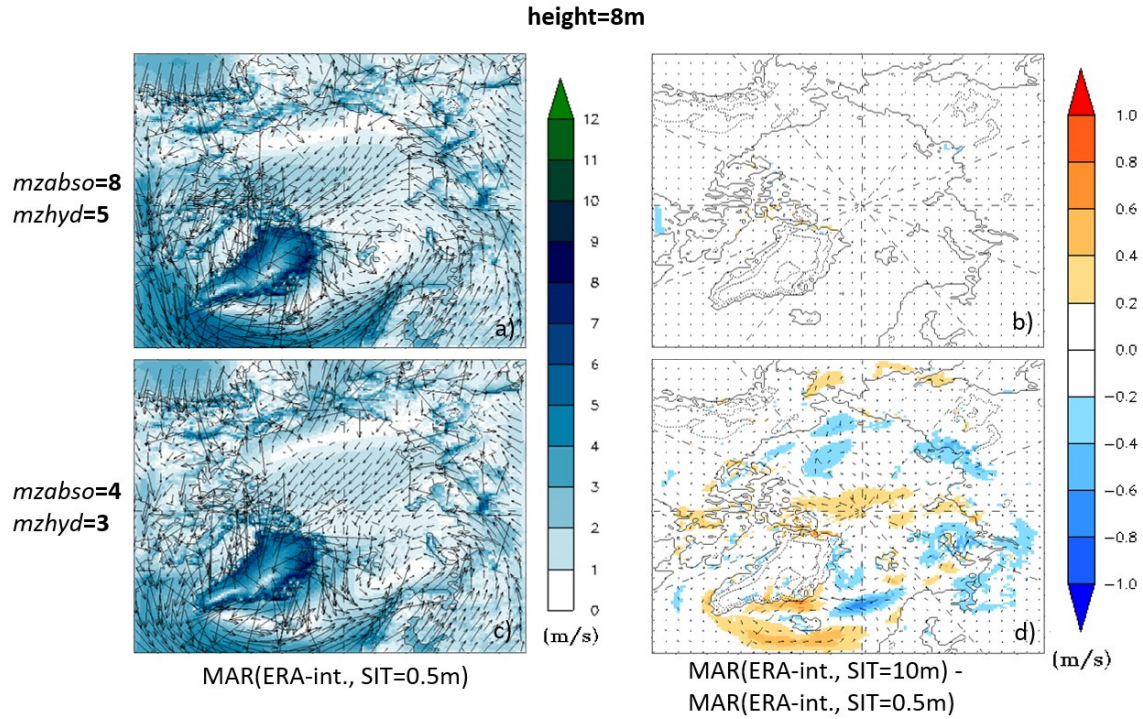 height=8m
mzabso=8
mzhyd=5
a)
12
11
10
9
8
7
6
5
4
3
2
1
0
(m/s)
b)
1.0
0.8
0.6
0.4
0.2
0.0
−0.2
−0.4
−0.6
−0.8
−1.0
(m/s)
mzabso=4
mzhyd=3
c)
d)
MAR(ERA-int., SIT=0.5m)
MAR(ERA-int., SIT=10m) -
MAR(ERA-int., SIT=0.5m)